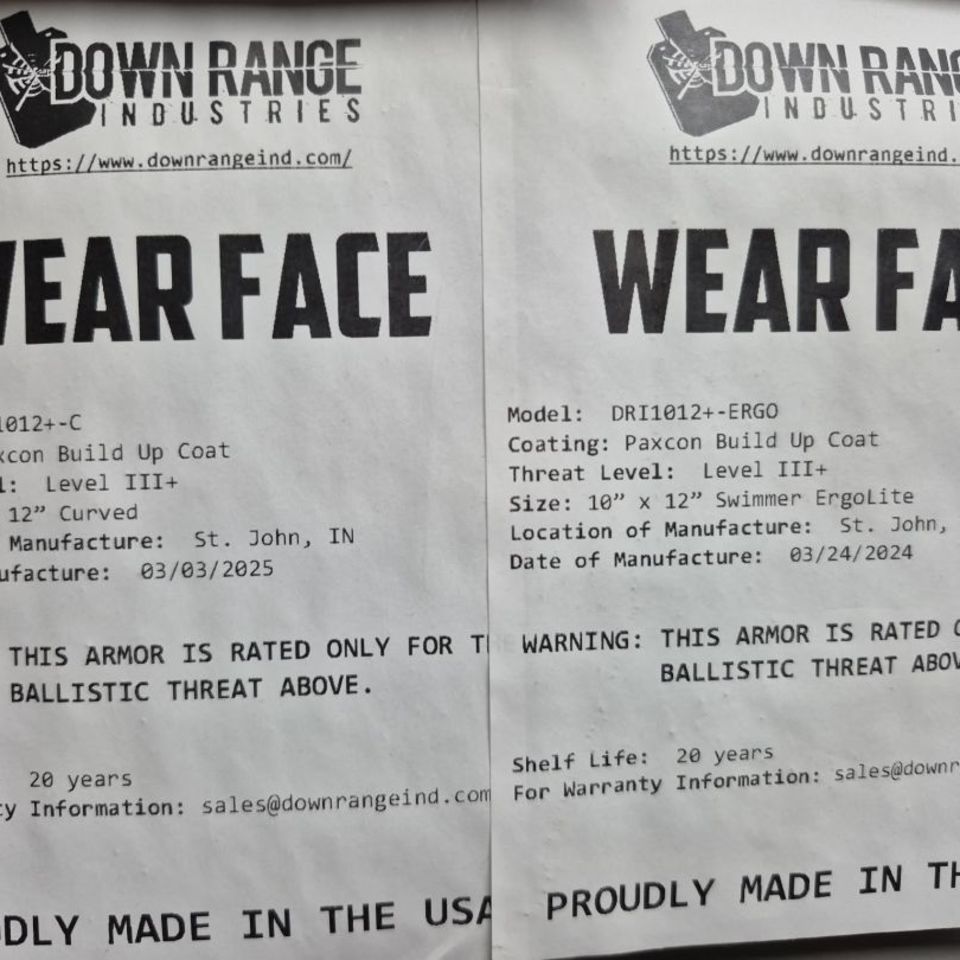 DOWN RANGE
INDUSTRIES
https://www.downrangeind.com/
WEAR FACE
1012+-C
xcon Build Up Coat
l: Level III+
12” Curved
Manufacture: St. John, IN
ufacture: 03/03/2025
THIS ARMOR IS RATED ONLY FOR T
BALLISTIC THREAT ABOVE.
20 years
ty Information: sales@downrangeind.com
DLY MADE IN THE USA
DOWN RANG
INDUSTRI
https://www.downrangeind.
WEAR FA
Model: DRI1012+-ERGO
Coating: Paxcon Build Up Coat
Threat Level: Level III+
Size: 10” x 12” Swimmer ErgoLite
Location of Manufacture: St. John,
Date of Manufacture: 03/24/2024
WARNING: THIS ARMOR IS RATED
BALLISTIC THREAT ABOV
Shelf Life: 20 years
For Warranty Information: sales@downr
PROUDLY MADE IN TH